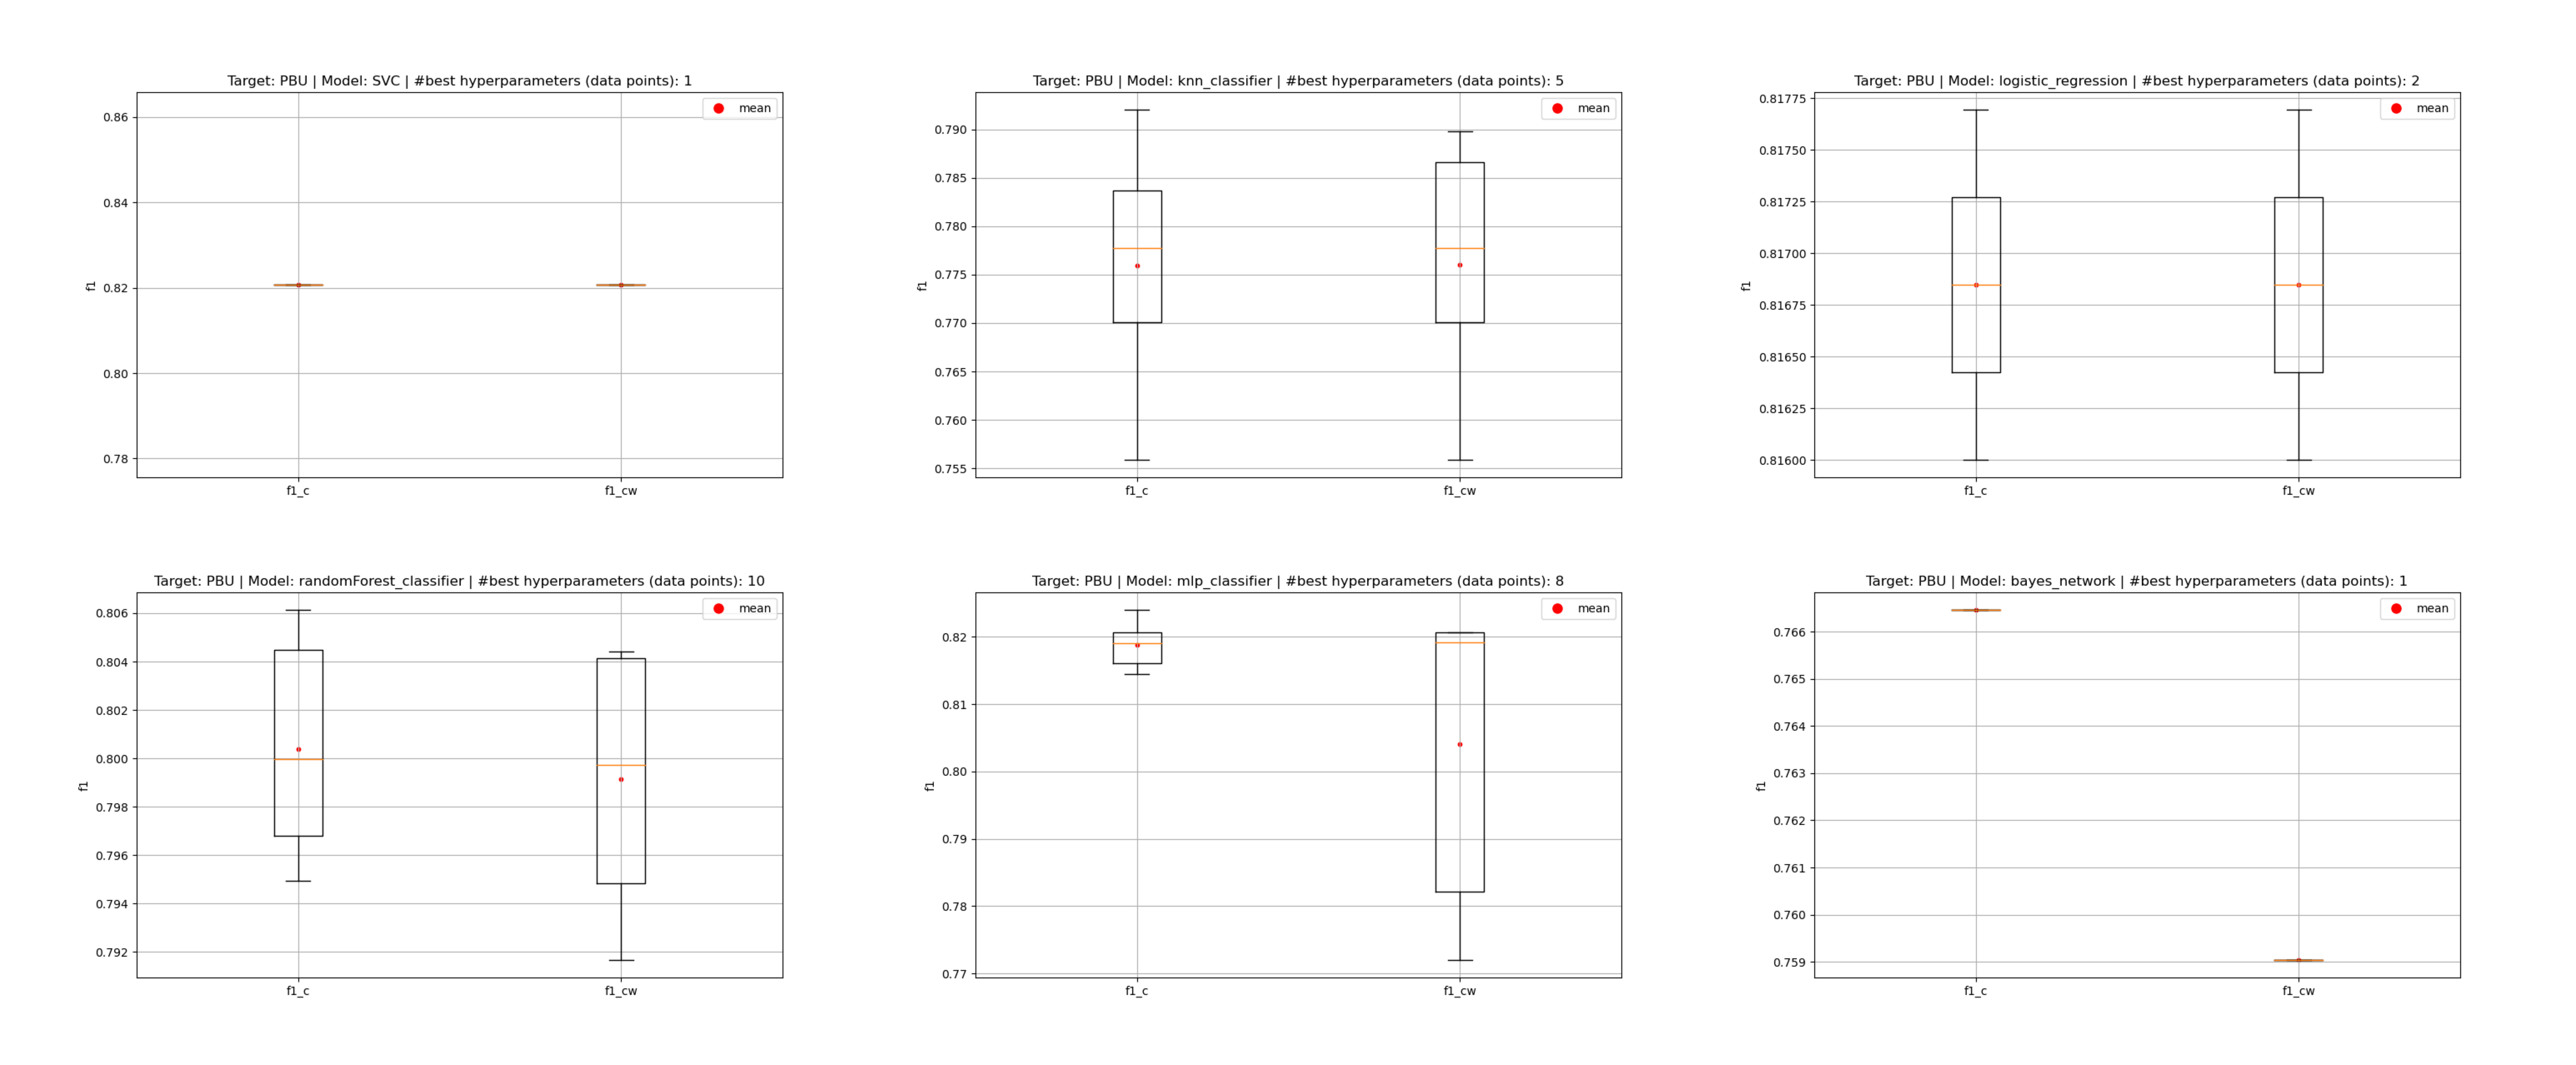 Target: PBU | Model: SVC | #best hyperparameters (data points): 1
mean
0.86
0.84
0.82
0.80
0.78
f1
f1_c
f1_cw
Target: PBU | Model: knn_classifier | #best hyperparameters (data points): 5
mean
0.790
0.785
0.780
0.775
0.770
0.765
0.760
0.755
f1
f1_c
f1_cw
Target: PBU | Model: logistic_regression | #best hyperparameters (data points): 2
mean
0.81775
0.81750
0.81725
0.81700
0.81675
0.81650
0.81625
0.81600
f1
f1_c
f1_cw
Target: PBU | Model: randomForest_classifier | #best hyperparameters (data points): 10
mean
0.806
0.804
0.802
0.800
0.798
0.796
0.794
0.792
f1
f1_c
f1_cw
Target: PBU | Model: mlp_classifier | #best hyperparameters (data points): 8
mean
0.82
0.81
0.80
0.79
0.78
0.77
f1
f1_c
f1_cw
Target: PBU | Model: bayes_network | #best hyperparameters (data points): 1
mean
0.766
0.765
0.764
0.763
0.762
0.761
0.760
0.759
f1
f1_c
f1_cw